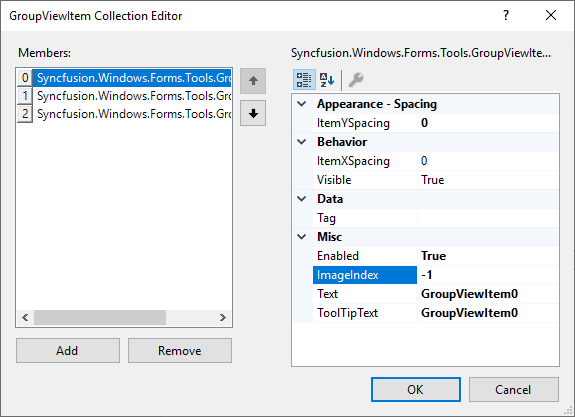 GroupViewItem Collection Editor
Members:
0 Syncfusion.Windows.Forms.Tools.Gro
1 Syncfusion.Windows.Forms.Tools.Gro
2 Syncfusion.Windows.Forms.Tools.Gro
Add
Remove
Syncfusion.Windows.Forms.Tools.GroupViewIte...
Appearance - Spacing
ItemYSpacing 0
Behavior
ItemXSpacing 0
Visible True
Data
Tag
Misc
Enabled True
ImageIndex -1
Text GroupViewItem0
ToolTipText GroupViewItem0
OK
Cancel